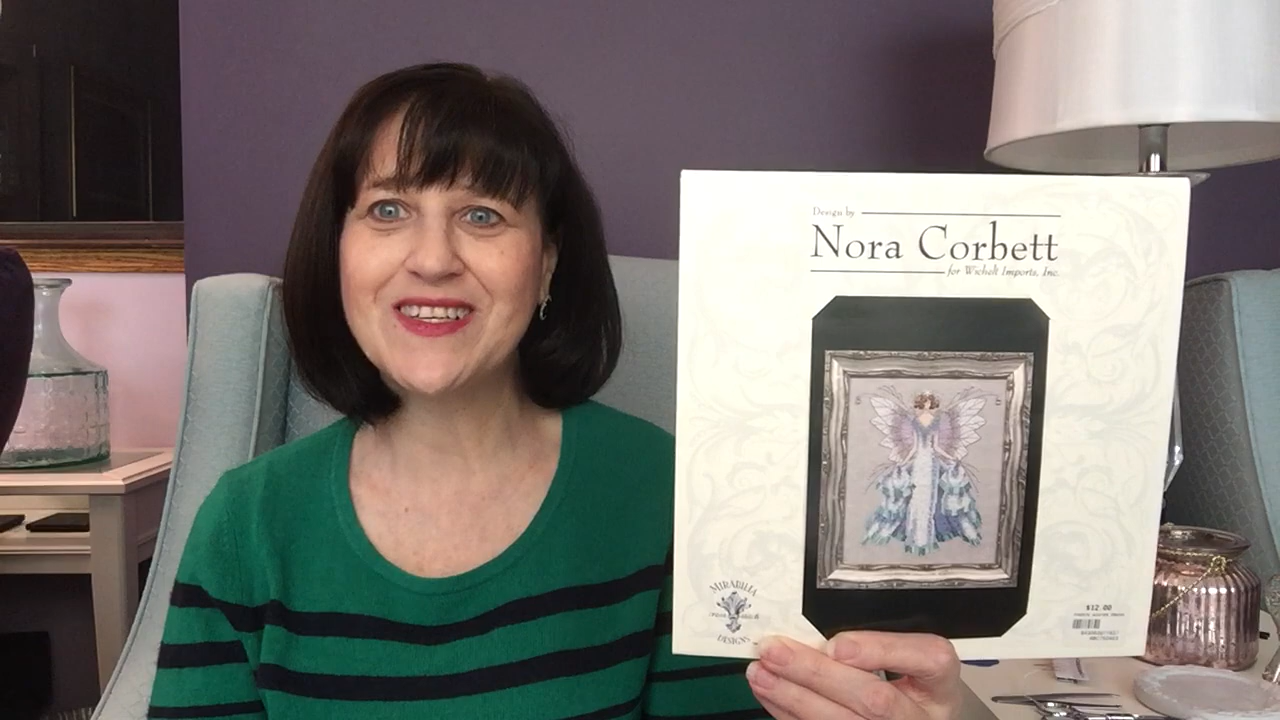 Design by
Nora Corbett
for Wichelt Imports, Inc.
MIRABILIA
DESIGNS
$12.00